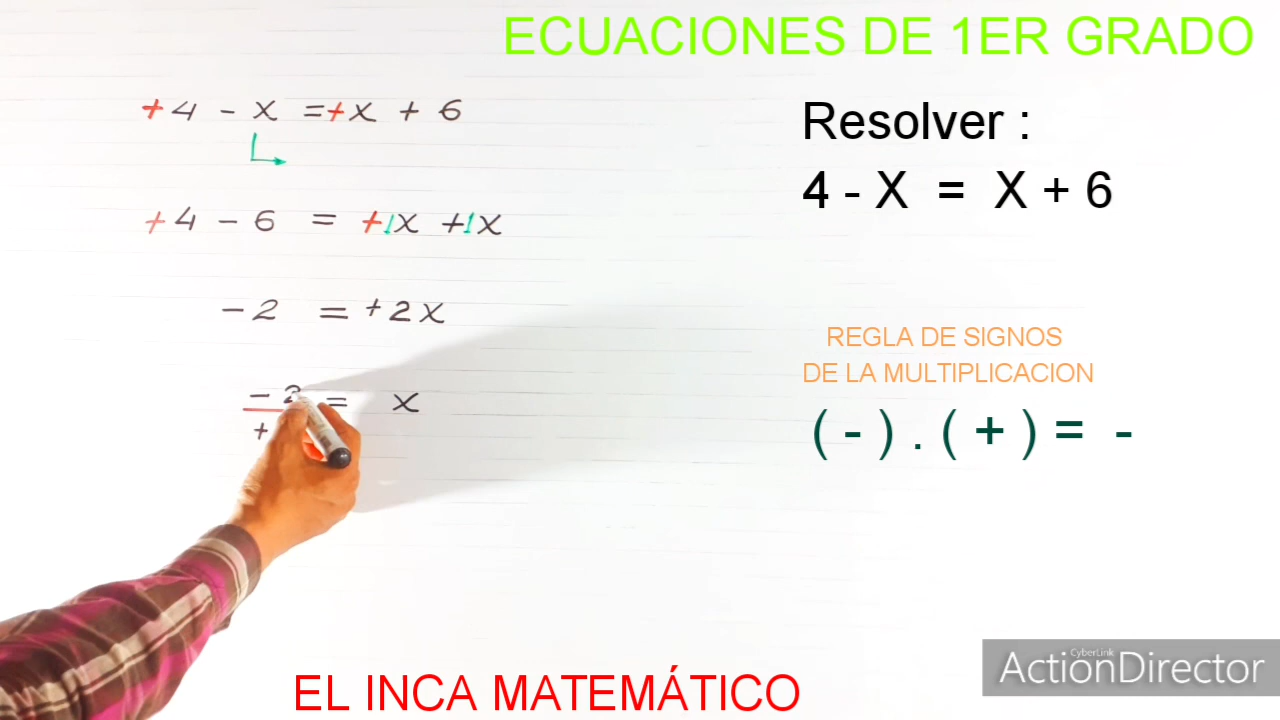 ECUACIONES DE 1ER GRADO
+4 - x = +x + 6
+4 - 6 = +1x +1x
-2 = +2x
- 2 = x
+
Resolver :
4 - X = X + 6
REGLA DE SIGNOS
DE LA MULTIPLICACION
( - ) . ( + ) = -
EL INCA MATEMÁTICO
CyberLink
ActionDirector